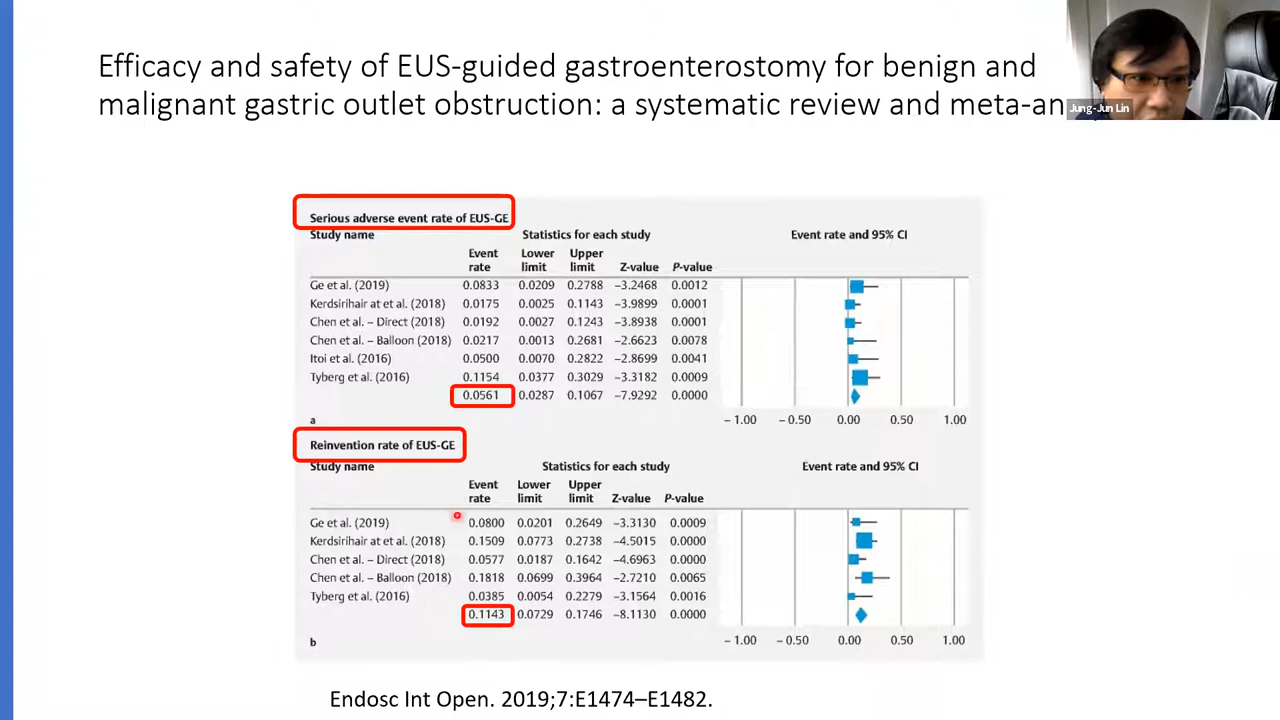 Efficacy and safety of EUS-guided gastroenterostomy for benign and
malignant gastric outlet obstruction: a systematic review and meta-an
Jung-Jun Lin
Serious adverse event rate of EUS-GE
Study name Statistics for each study Event rate and 95% CI
Event rate Lower limit Upper limit Z-value P-value
Ge et al. (2019) 0.0833 0.0209 0.2788 −3.2468 0.0012
Kerdsirihair at et al. (2018) 0.0175 0.0025 0.1143 −3.9899 0.0001
Chen et al. – Direct (2018) 0.0192 0.0027 0.1243 −3.8938 0.0001
Chen et al. – Balloon (2018) 0.0217 0.0013 0.2681 −2.6623 0.0078
Itoi et al. (2016) 0.0500 0.0070 0.2822 −2.8699 0.0041
Tyberg et al. (2016) 0.1154 0.0377 0.3029 −3.3182 0.0009
0.0561 0.0287 0.1067 −7.9292 0.0000
a − 1.00 − 0.50 0.00 0.50 1.00
Reinvention rate of EUS-GE
Study name Statistics for each study Event rate and 95% CI
Event rate Lower limit Upper limit Z-value P-value
Ge et al. (2019) 0.0800 0.0201 0.2649 −3.3130 0.0009
Kerdsirihair at et al. (2018) 0.1509 0.0773 0.2738 −4.5015 0.0000
Chen et al. – Direct (2018) 0.0577 0.0187 0.1642 −4.6963 0.0000
Chen et al. – Balloon (2018) 0.1818 0.0699 0.3964 −2.7210 0.0065
Tyberg et al. (2016) 0.0385 0.0054 0.2279 −3.1564 0.0016
0.1143 0.0729 0.1746 −8.1130 0.0000
b − 1.00 − 0.50 0.00 0.50 1.00
Endosc Int Open. 2019;7:E1474–E1482.